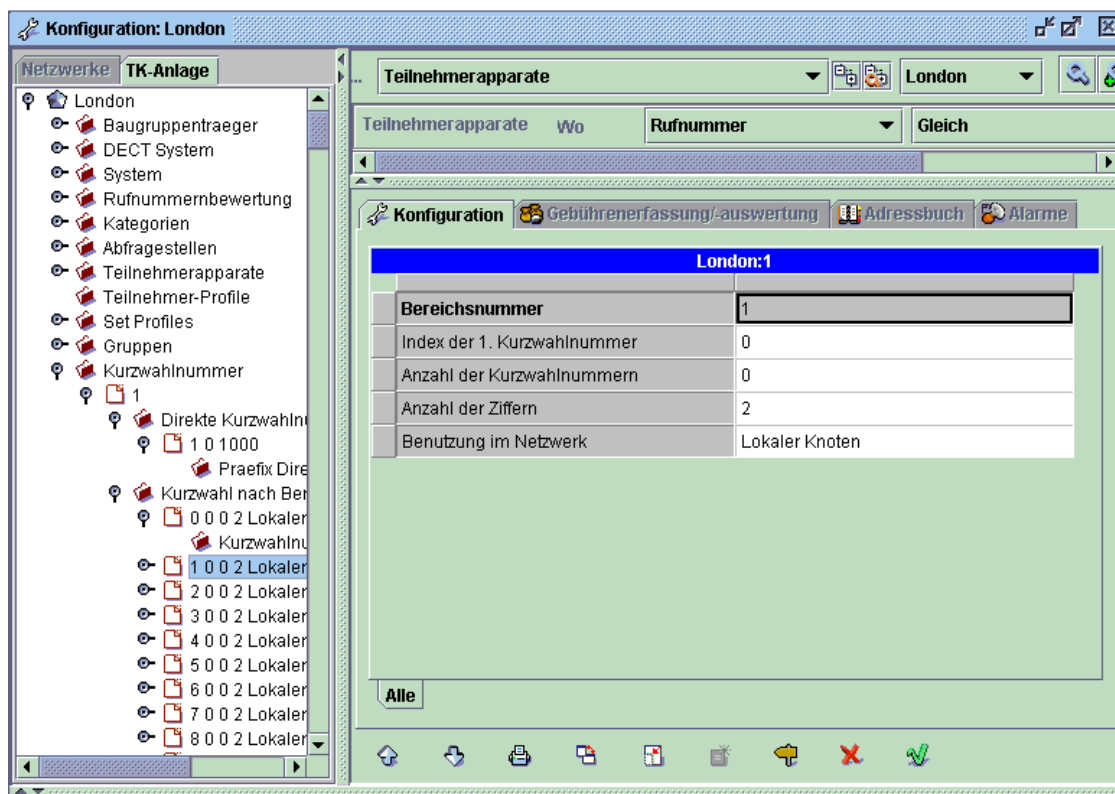 Konfiguration: London
Netzwerke TK-Anlage
London
Baugruppentraeger
DECT System
System
Rufnummernbewertung
Kategorien
Abfragestellen
Teilnehmerapparate
Teilnehmer-Profile
Set Profiles
Gruppen
Kurzwahlnummer
1
Direkte Kurzwahln
1 0 1000
Praefix Dire
Kurzwahl nach Ber
0 0 0 2 Lokaler
Kurzwahlnu
1 0 0 2 Lokaler
2 0 0 2 Lokaler
3 0 0 2 Lokaler
4 0 0 2 Lokaler
5 0 0 2 Lokaler
6 0 0 2 Lokaler
7 0 0 2 Lokaler
8 0 0 2 Lokaler
... Teilnehmerapparate London
Teilnehmerapparate Wo Rufnummer Gleich
Konfiguration Gebührenerfassung/-auswertung Adressbuch Alarme
London:1
Bereichsnummer 1
Index der 1. Kurzwahlnummer 0
Anzahl der Kurzwahlnummern 0
Anzahl der Ziffern 2
Benutzung im Netzwerk Lokaler Knoten
Alle